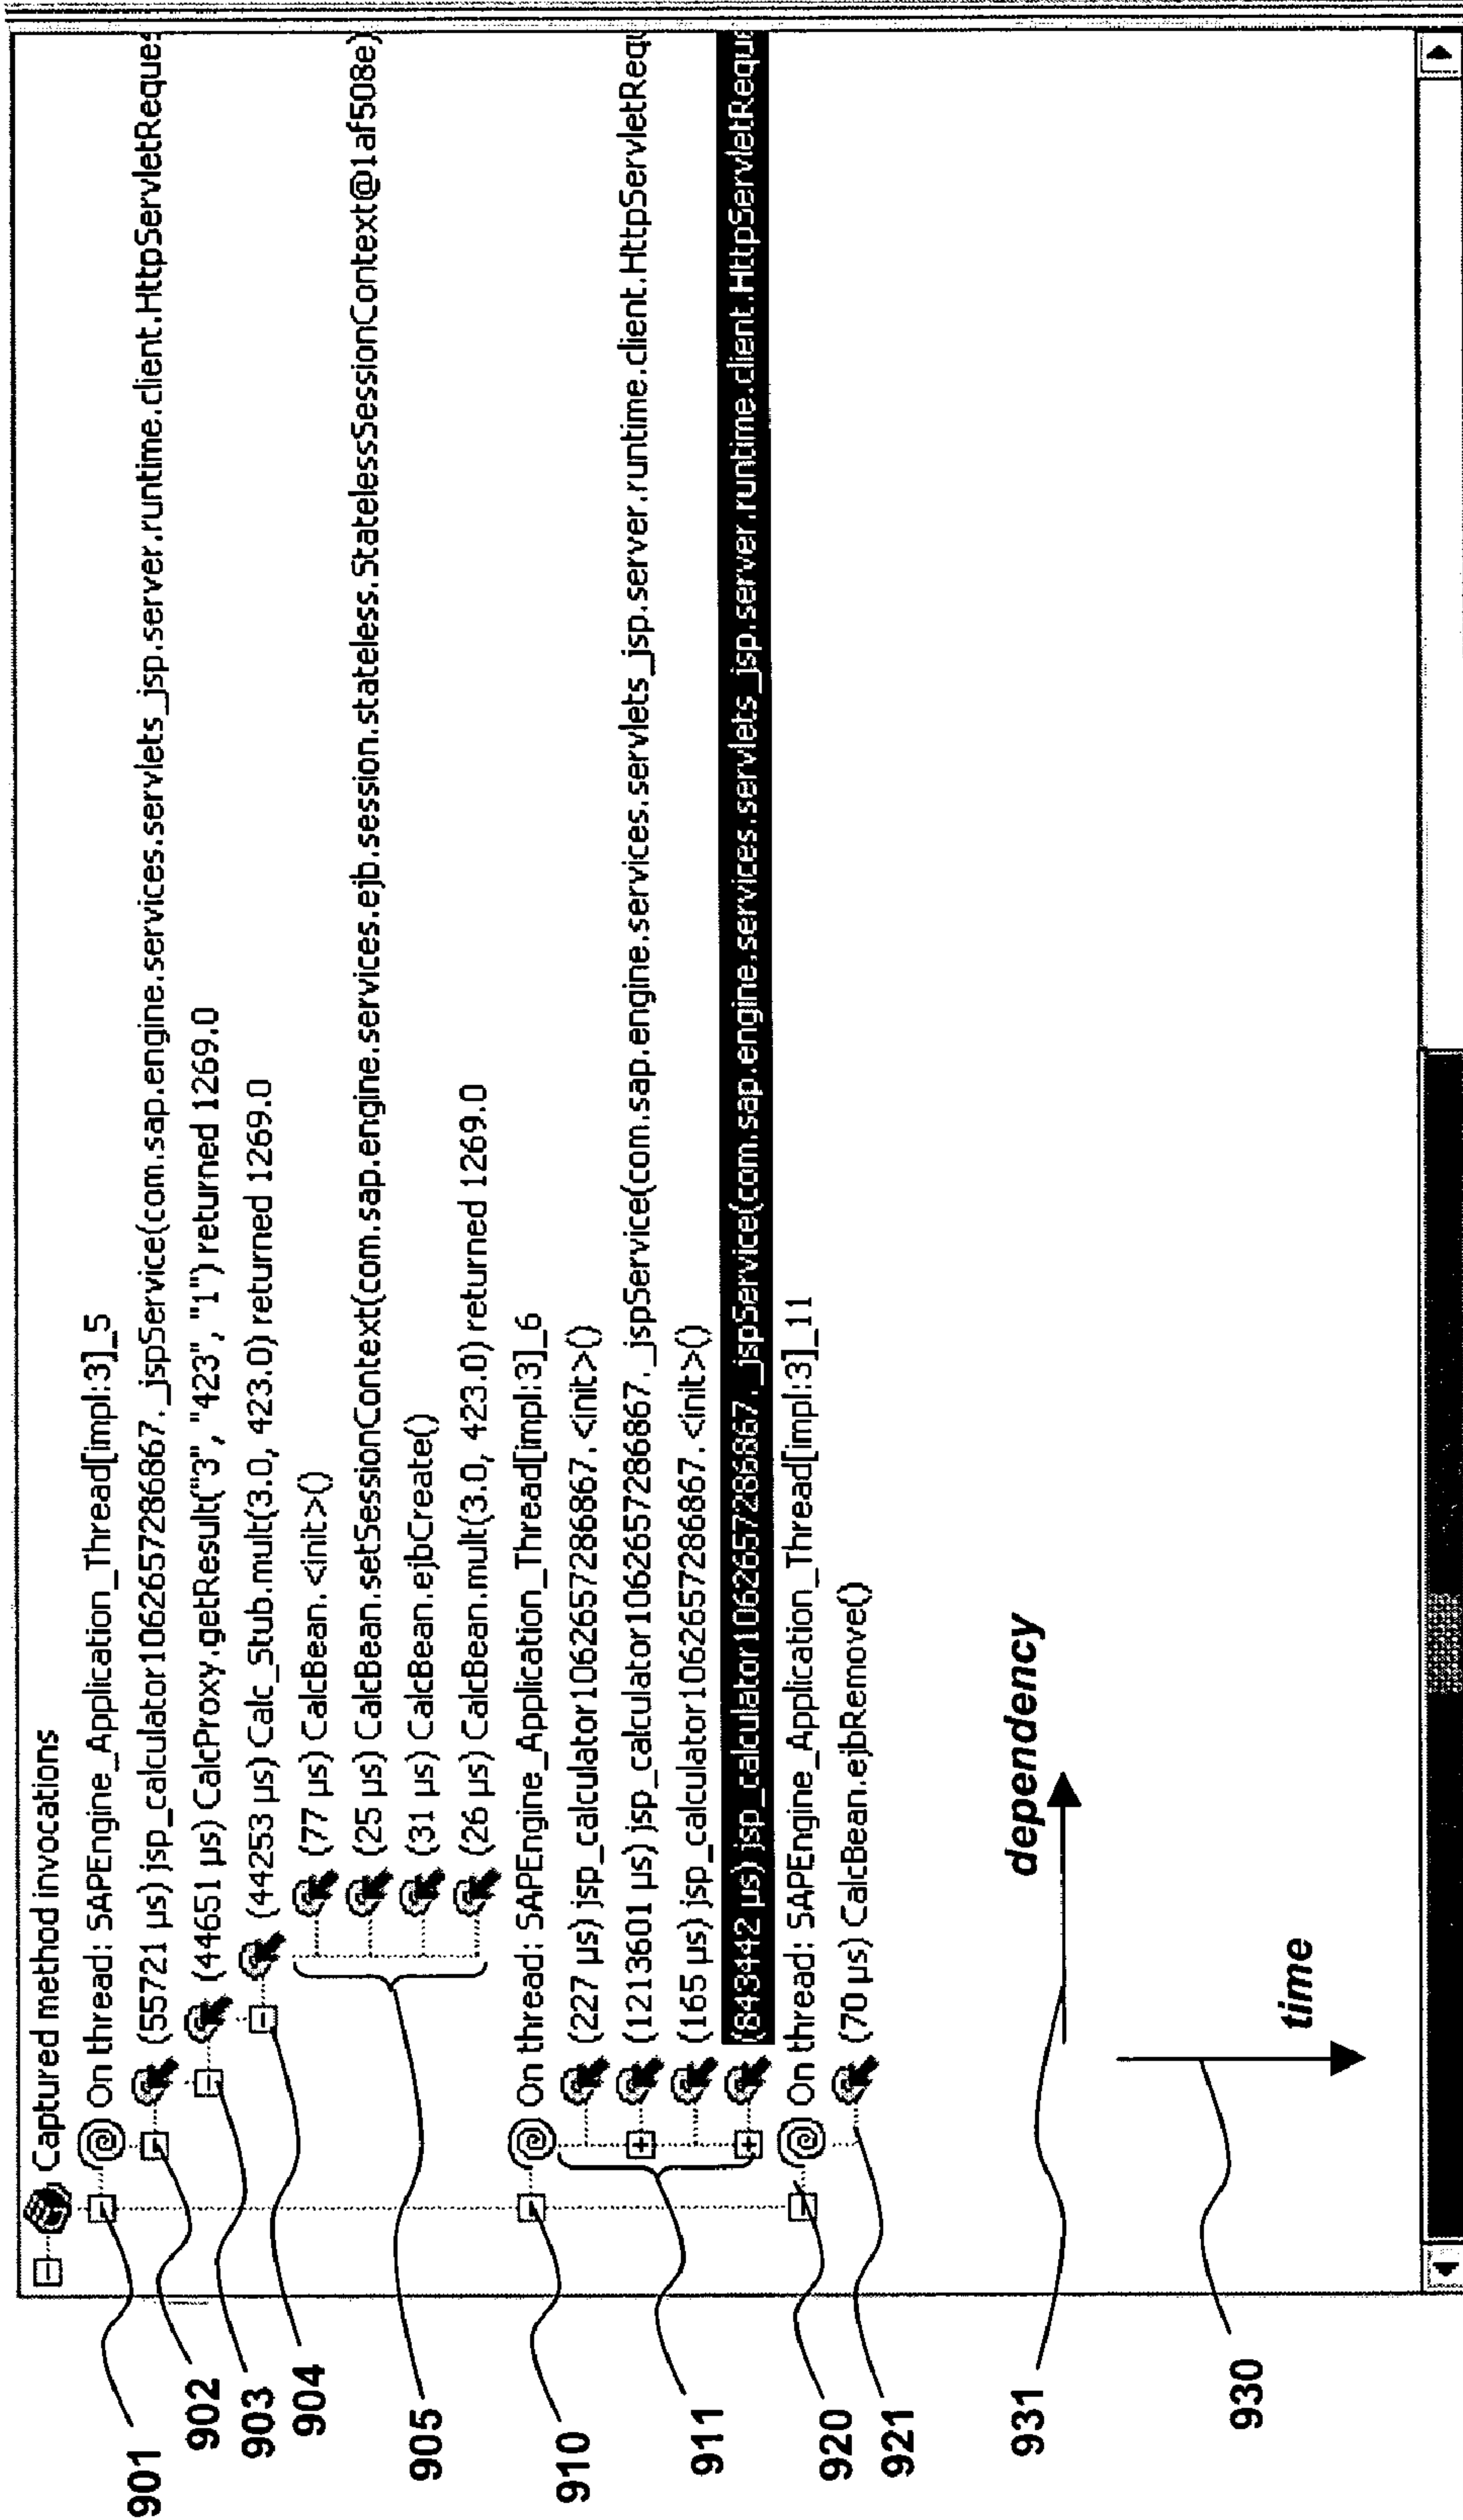 Captured method invocations
901 On thread: SAPEngine_Application_Thread[impl:3]_5
902 (55721 µs) jsp_calculator1062657286867._jspService(com.sap.engine.services.servlets_jsp.server.runtime.client.HttpServletReques
903 (44651 µs) CalcProxy.getResult("3", "423", "1") returned 1269.0
904 (44253 µs) Calc_Stub.mult(3.0, 423.0) returned 1269.0
905 (77 µs) CalcBean.<init>()
(25 µs) CalcBean.setSessionContext(com.sap.engine.services.ejb.session.stateless.StatelessSessionContext@1af508e)
(31 µs) CalcBean.ejbCreate()
(26 µs) CalcBean.mult(3.0, 423.0) returned 1269.0
910 On thread: SAPEngine_Application_Thread[impl:3]_6
911 (227 µs) jsp_calculator1062657286867.<init>()
(1213601 µs) jsp_calculator1062657286867._jspService(com.sap.engine.services.servlets_jsp.server.runtime.client.HttpServletRequ
(165 µs) jsp_calculator1062657286867.<init>()
µs) jsp_calculator1062657286867._jspService(com.sap.engine.services.servlets_jsp.server.runtime.client.HttpServletReque
920 On thread: SAPEngine_Application_Thread[impl:3]_11
921 (70 µs) CalcBean.ejbRemove()
931 dependency
930 time